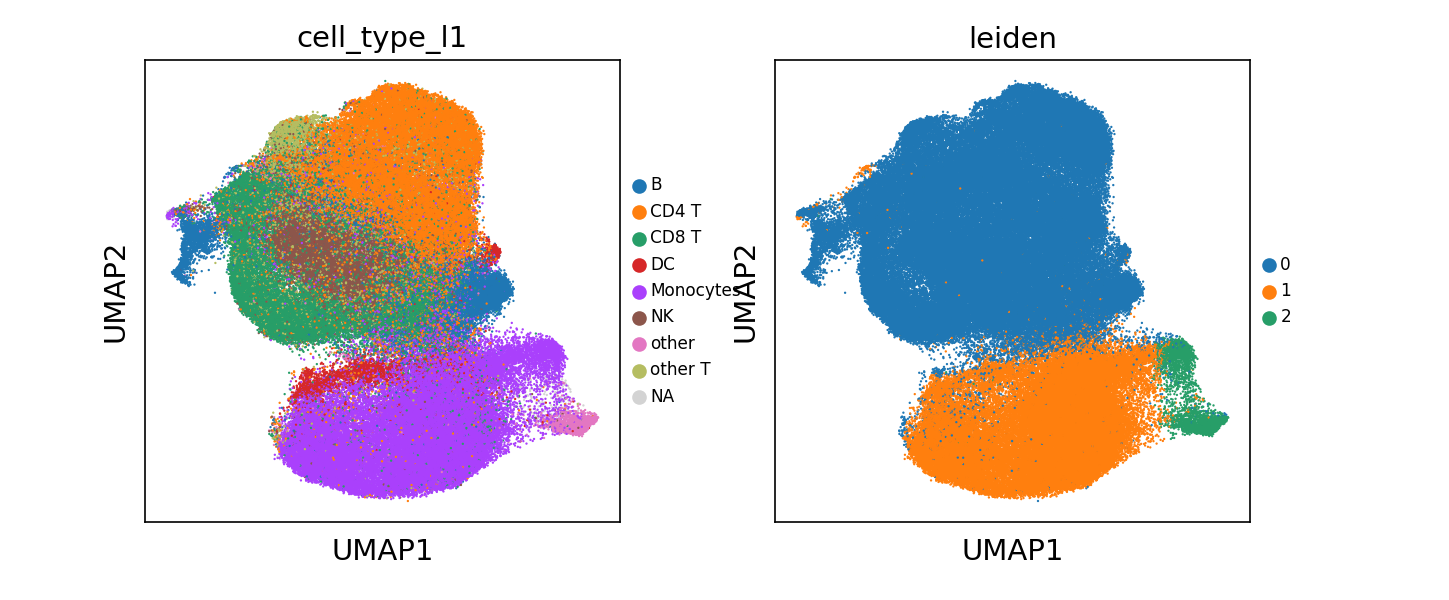 cell_type_l1
UMAP2
UMAP1
B
CD4 T
CD8 T
DC
Monocytes
NK
other
other T
NA
leiden
UMAP2
UMAP1
0
1
2